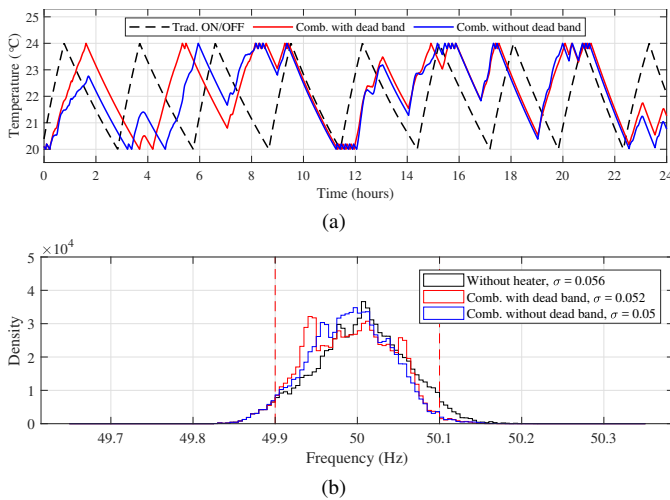 Trad. ON/OFF Comb. with dead band Comb. without dead band
25
24
23
22
21
20
Temperature (°C)
0 2 4 6 8 10 12 14 16 18 20 22 24
Time (hours)
(a)
×10⁴
5
4
3
2
1
0
Density
Without heater, σ = 0.056
Comb. with dead band, σ = 0.052
Comb. without dead band, σ = 0.05
49.7 49.8 49.9 50 50.1 50.2 50.3
Frequency (Hz)
(b)